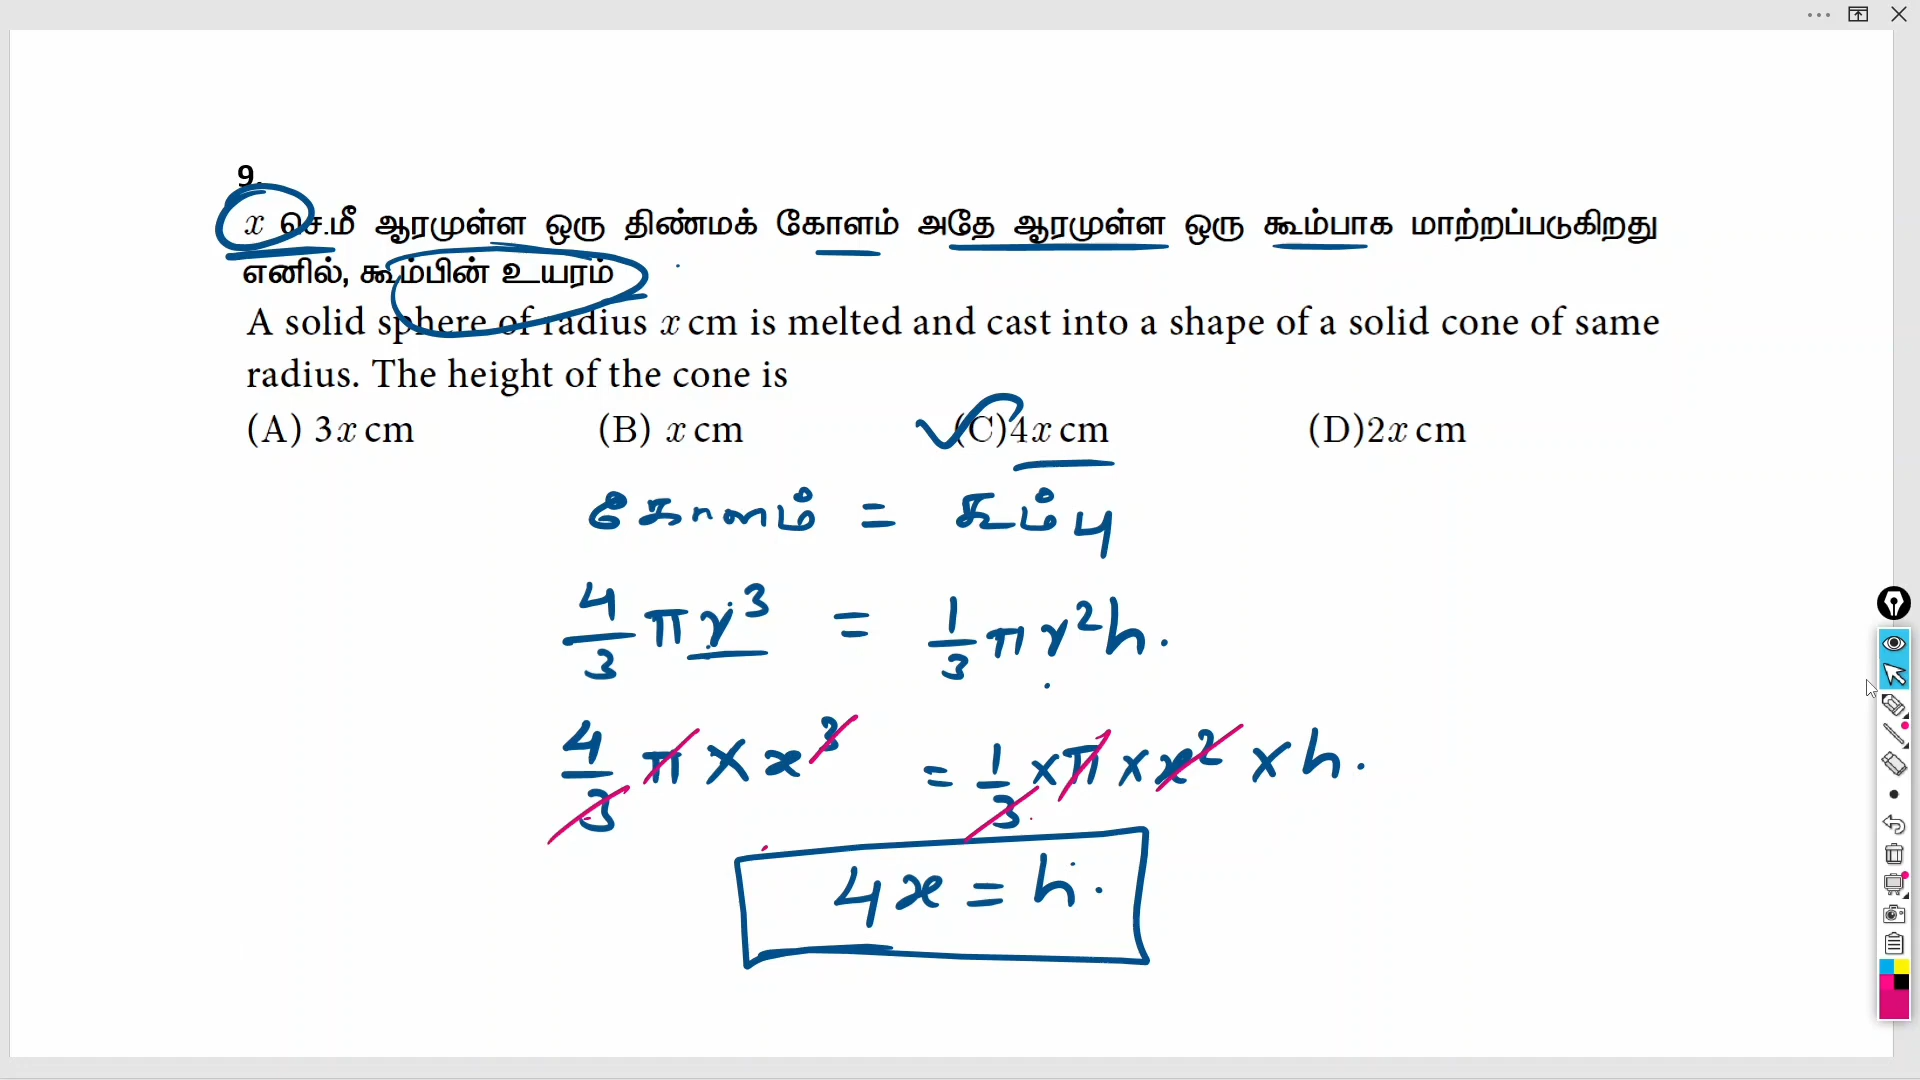 9.
x செ.மீ ஆரமுள்ள ஒரு திண்மக் கோளம் அதே ஆரமுள்ள ஒரு கூம்பாக மாற்றப்படுகிறது
எனில், கூம்பின் உயரம்
A solid sphere of radius x cm is melted and cast into a shape of a solid cone of same
radius. The height of the cone is
(A) 3x cm (B) x cm (C) 4x cm (D) 2x cm
கோளம் = கூம்பு
4/3 πr³ = 1/3 πr²h.
4/3 π × x³ = 1/3 × π × x² × h.
4x = h.